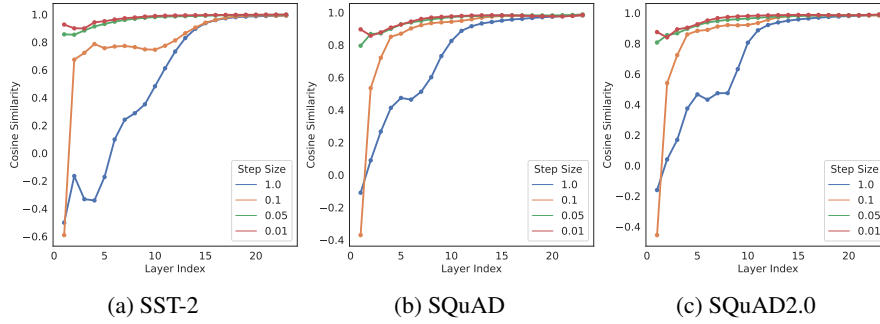 1.0
0.8
0.6
0.4
0.2
0.0
−0.2
−0.4
−0.6
Cosine Similarity
0 5 10 15 20
Layer Index
Step Size
1.0
0.1
0.05
0.01
(a) SST-2
1.0
0.8
0.6
0.4
0.2
0.0
−0.2
−0.4
Cosine Similarity
0 5 10 15 20
Layer Index
Step Size
1.0
0.1
0.05
0.01
(b) SQuAD
1.0
0.8
0.6
0.4
0.2
0.0
−0.2
−0.4
Cosine Similarity
0 5 10 15 20
Layer Index
Step Size
1.0
0.1
0.05
0.01
(c) SQuAD2.0